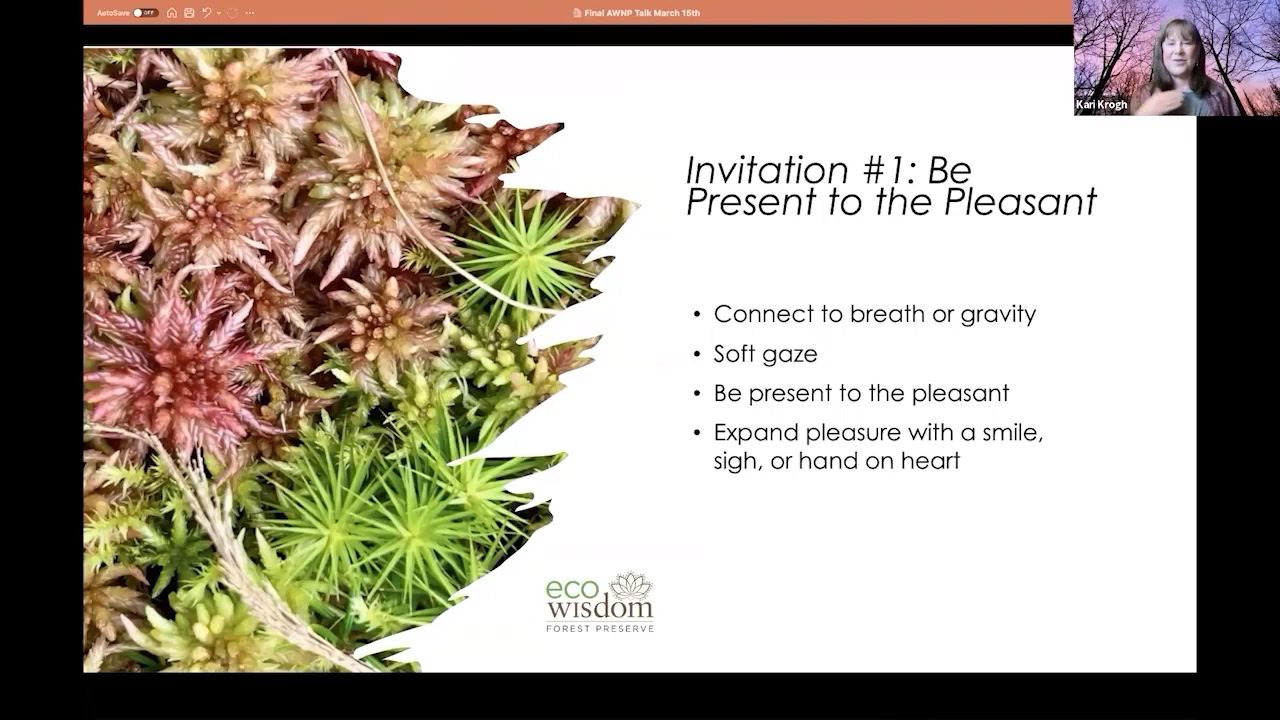 AutoSave OFF
Final AWNP Talk March 15th
Kari Krogh
Invitation #1: Be
Present to the Pleasant
• Connect to breath or gravity
• Soft gaze
• Be present to the pleasant
• Expand pleasure with a smile,
sigh, or hand on heart
eco
wisdom
FOREST PRESERVE